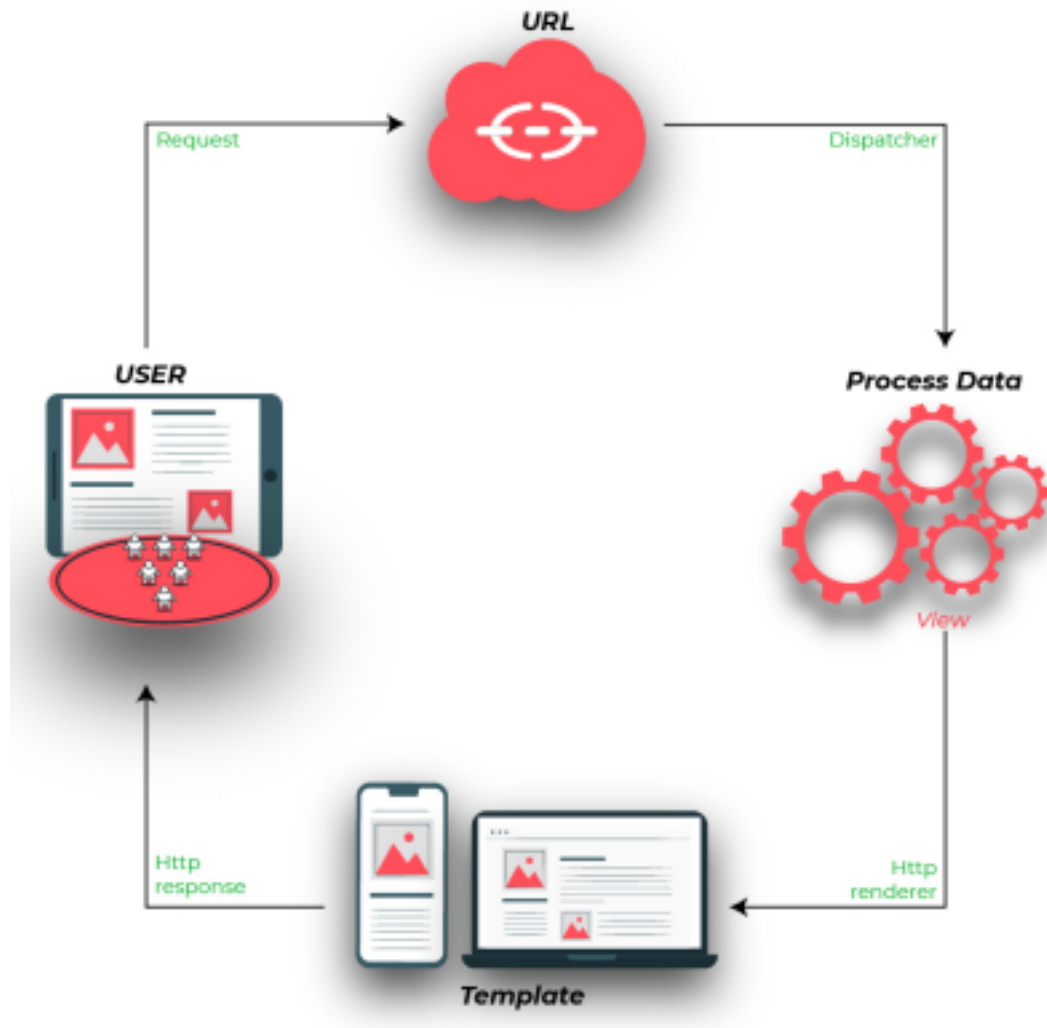 URL
Request
Dispatcher
USER
Process Data
View
Http
response
Http
renderer
Template